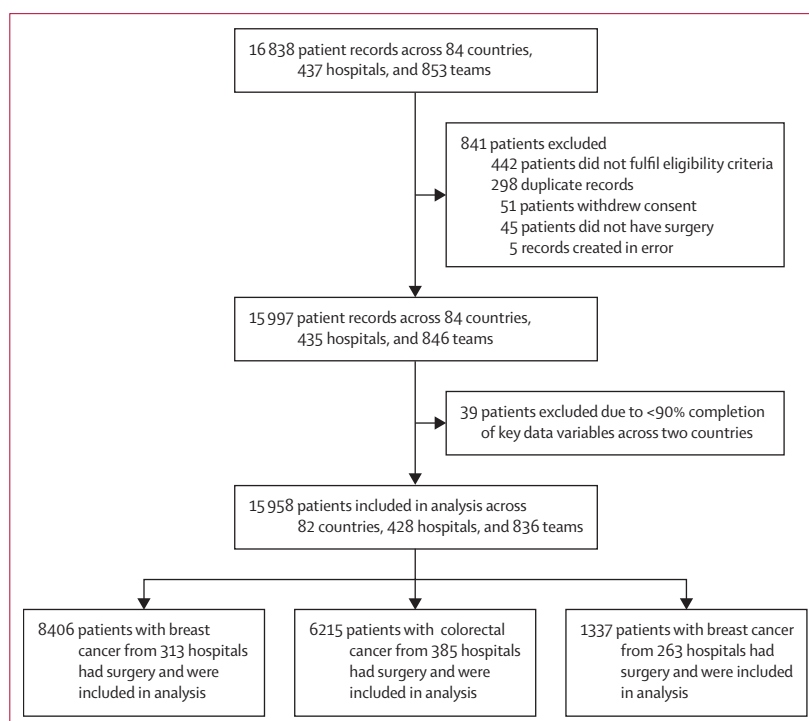 16 838 patient records across 84 countries,
437 hospitals, and 853 teams
841 patients excluded
442 patients did not fulfil eligibility criteria
298 duplicate records
51 patients withdrew consent
45 patients did not have surgery
5 records created in error
15 997 patient records across 84 countries,
435 hospitals, and 846 teams
39 patients excluded due to <90% completion
of key data variables across two countries
15 958 patients included in analysis across
82 countries, 428 hospitals, and 836 teams
8406 patients with breast
cancer from 313 hospitals
had surgery and were
included in analysis
6215 patients with colorectal
cancer from 385 hospitals
had surgery and were
included in analysis
1337 patients with breast cancer
from 263 hospitals had
surgery and were included
in analysis